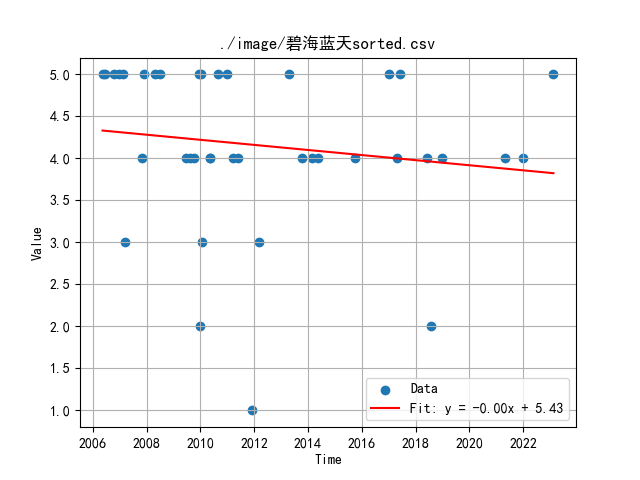 ./image/碧海蓝天sorted.csv
5.0
4.5
4.0
3.5
3.0
2.5
2.0
1.5
1.0
Value
2006 2008 2010 2012 2014 2016 2018 2020 2022
Time
Data
Fit: y = -0.00x + 5.43